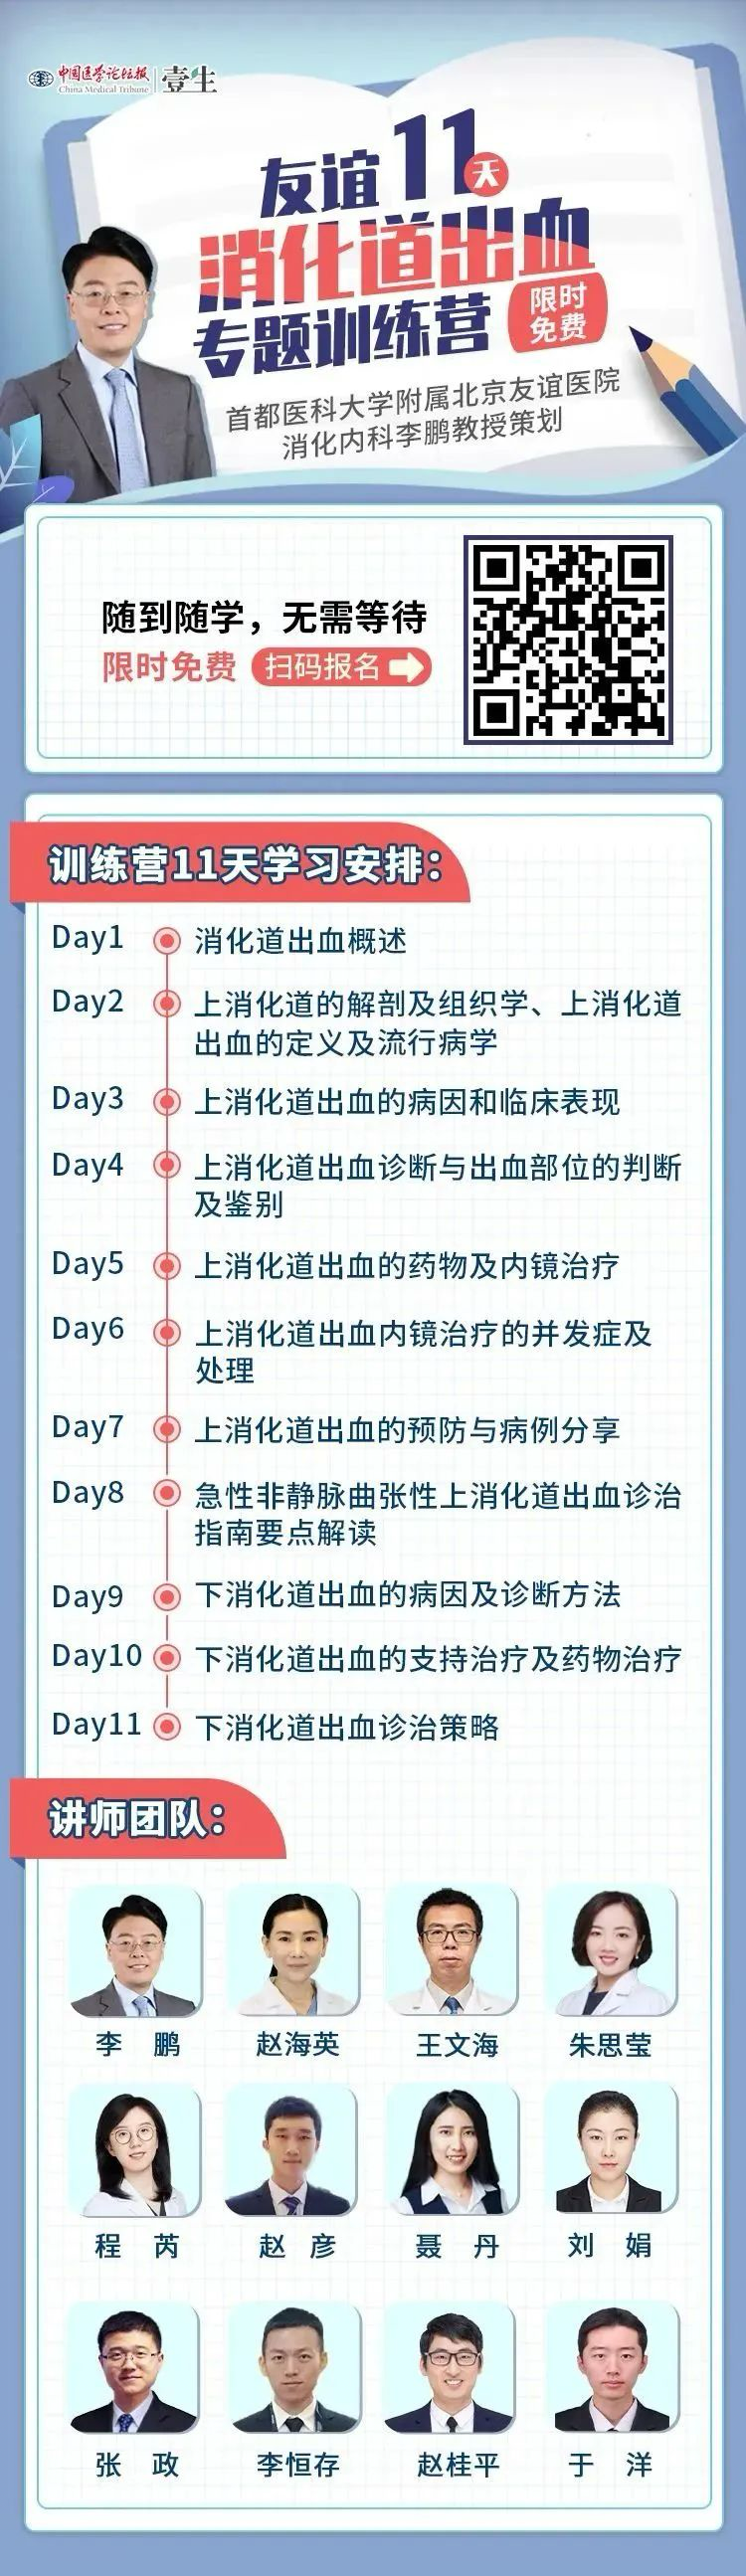 中国医学论坛报 壹生
China Medical Tribune
友谊11天
消化道出血
专题训练营
限时
免费
首都医科大学附属北京友谊医院
消化内科李鹏教授策划
随到随学，无需等待
限时免费 扫码报名
训练营11天学习安排：
Day1 消化道出血概述
Day2 上消化道的解剖及组织学、上消化道
出血的定义及流行病学
Day3 上消化道出血的病因和临床表现
Day4 上消化道出血诊断与出血部位的判断
及鉴别
Day5 上消化道出血的药物及内镜治疗
Day6 上消化道出血内镜治疗的并发症及
处理
Day7 上消化道出血的预防与病例分享
Day8 急性非静脉曲张性上消化道出血诊治
指南要点解读
Day9 下消化道出血的病因及诊断方法
Day10 下消化道出血的支持治疗及药物治疗
Day11 下消化道出血诊治策略
讲师团队：
李 鹏 赵海英 王文海 朱思莹
程 芮 赵 彦 聂 丹 刘 娟
张 政 李恒存 赵桂平 于 洋